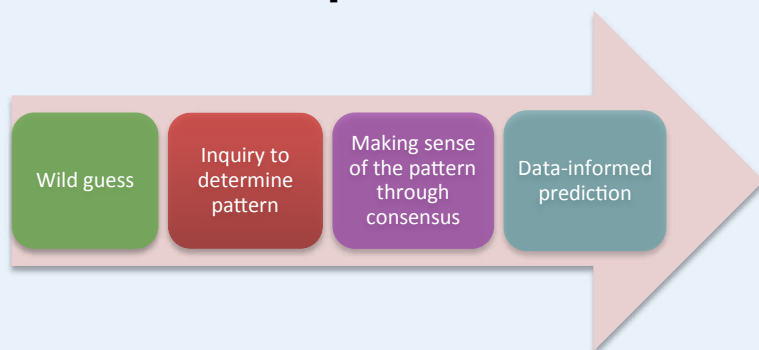 Wild guess
Inquiry to
determine
pattern
Making sense
of the pattern
through
consensus
Data-informed
prediction